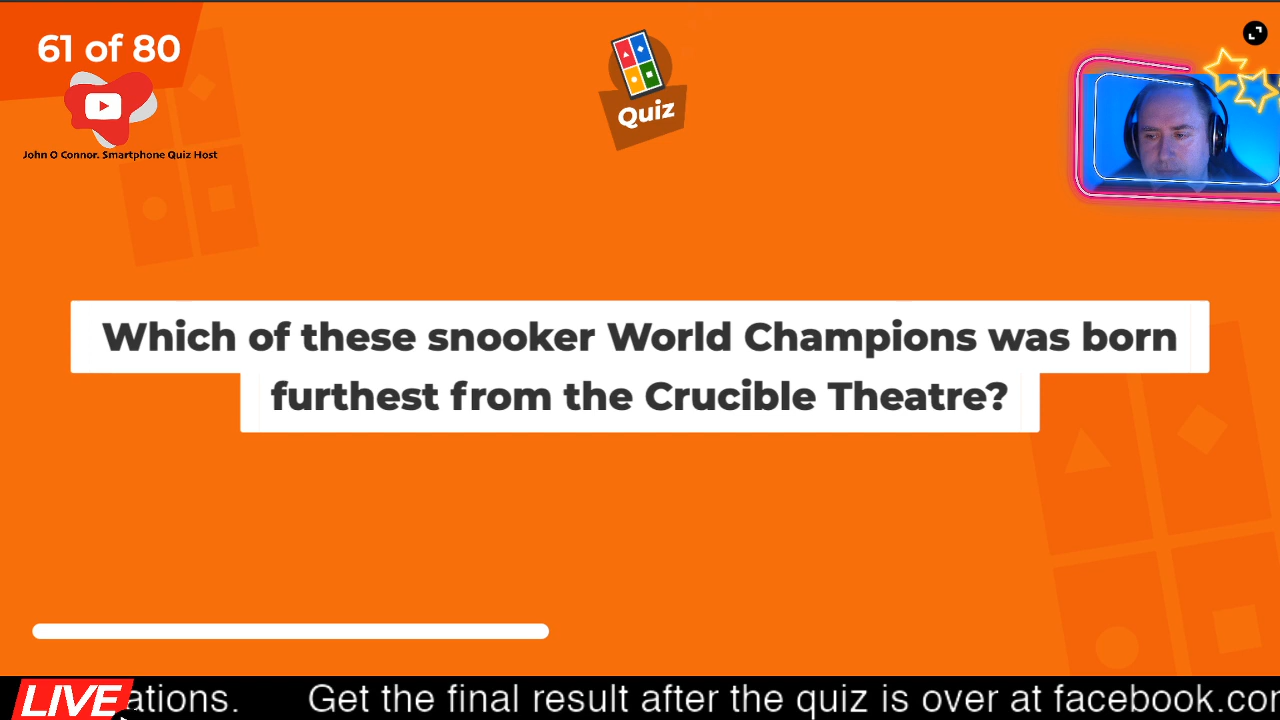 61 of 80
Quiz
John O Connor. Smartphone Quiz Host
Which of these snooker World Champions was born
furthest from the Crucible Theatre?
LIVE
ations. Get the final result after the quiz is over at facebook.co